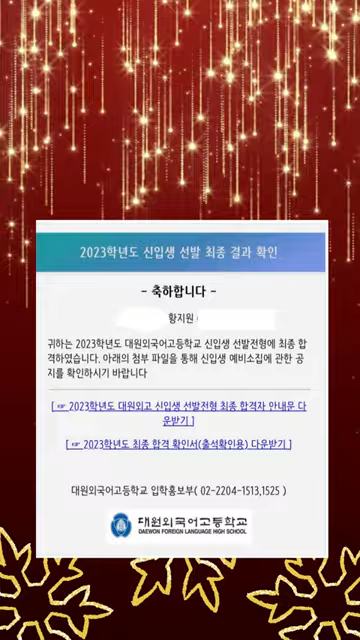 2023학년도 신입생 선발 최종 결과 확인
- 축하합니다 -
황지원
귀하는 2023학년도 대원외국어고등학교 신입생 선발전형에 최종 합
격하였습니다. 아래의 첨부 파일을 통해 신입생 예비소집에 관한 공
지를 확인하시기 바랍니다
[ ☞ 2023학년도 대원외고 신입생 선발전형 최종 합격자 안내문 다
운받기 ]
[ ☞ 2023학년도 최종 합격 확인서(출석확인용) 다운받기 ]
대원외국어고등학교 입학홍보부( 02-2204-1513,1525 )
대원외국어고등학교
DAEWON FOREIGN LANGUAGE HIGH SCHOOL